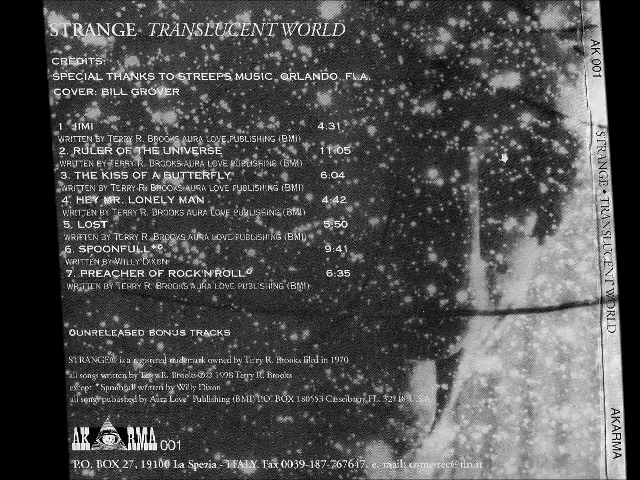 STRANGE TRANSLUCENT WORLD
CREDITS:
SPECIAL THANKS TO STREEPS MUSIC, ORLANDO, FLA.
COVER: BILL GROVER
1. JIMI 4.31
WRITTEN BY TERRY R. BROOKS AURA LOVE PUBLISHING (BMI)
2. RULER OF THE UNIVERSE 11:05
WRITTEN BY TERRY R. BROOKS AURA LOVE PUBLISHING (BMI)
3. THE KISS OF A BUTTERFLY 6:04
WRITTEN BY TERRY R. BROOKS AURA LOVE PUBLISHING (BMI)
4. HEY MR. LONELY MAN 4:42
WRITTEN BY TERRY R. BROOKS AURA LOVE PUBLISHING (BMI)
5. LOST 5:50
WRITTEN BY TERRY R. BROOKS AURA LOVE PUBLISHING (BMI)
6. SPOONFULL*° 9:41
WRITTEN BY WILLY DIXON
7. PREACHER OF ROCK'N'ROLL° 6:35
WRITTEN BY TERRY R. BROOKS AURA LOVE PUBLISHING (BMI)
°UNRELEASED BONUS TRACKS
STRANGE® is a registered trademark owned by Terry R. Brooks filed in 1970
all songs written by Terry R. Brooks ©® 1998 Terry R. Brooks
except *Spoonfull written by Willy Dixon
all song published by Aura Love Publishing (BMI) P.O. BOX 180553 Casselberry FL. 32718 U.S.A.
AKARMA 001
P.O. BOX 27, 19100 La Spezia - ITALY. Fax 0039-187-767647. e. mail: cometrec@tin.it
AK 001
STRANGE • TRANSLUCENT WORLD
AKARMA